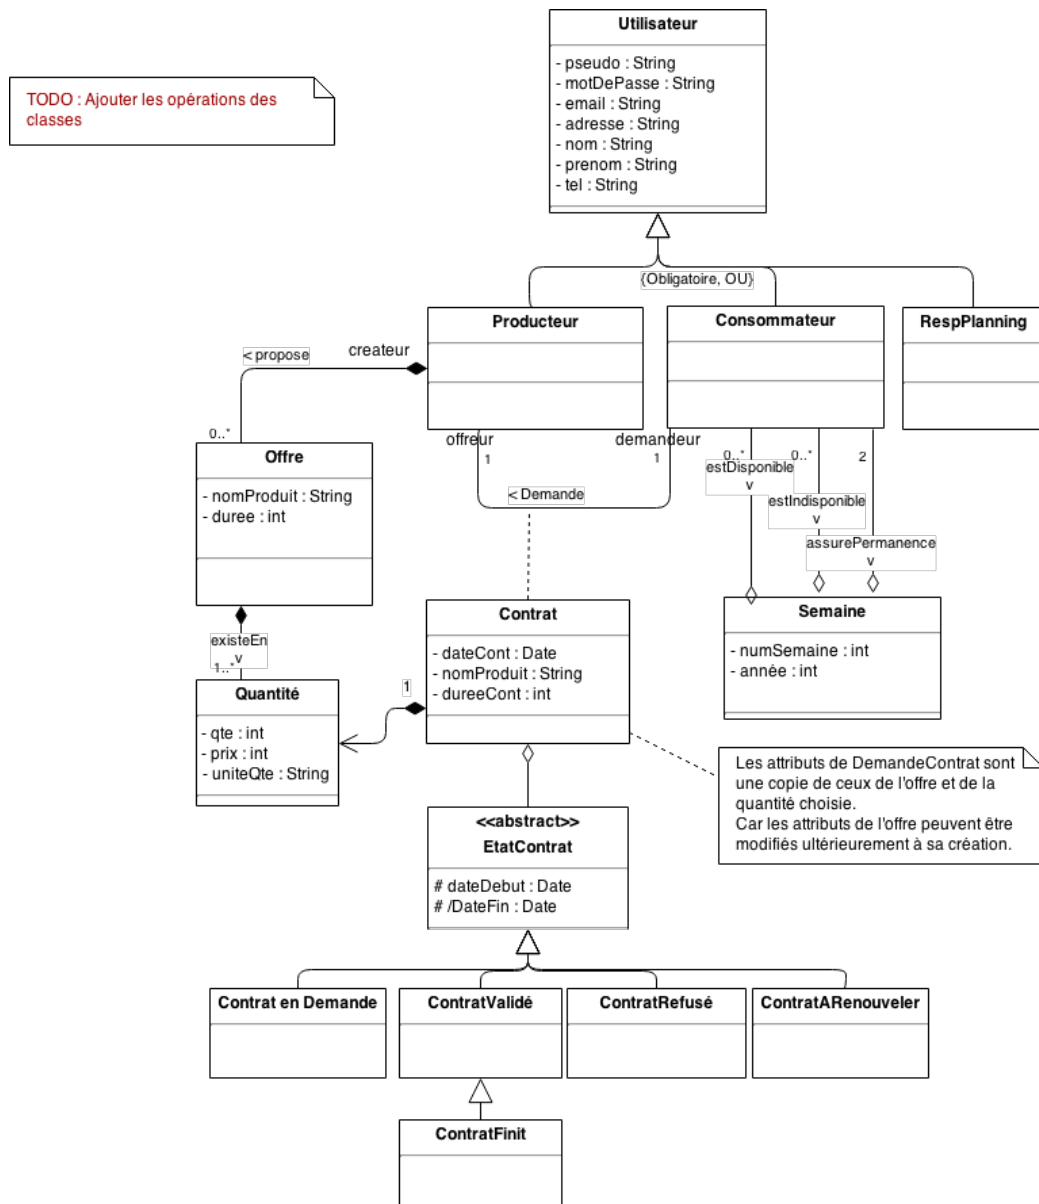 Utilisateur
- pseudo : String
- motDePasse : String
- email : String
- adresse : String
- nom : String
- prenom : String
- tel : String
TODO : Ajouter les opérations des
classes
{Obligatoire, OU}
Producteur
Consommateur
RespPlanning
< propose
createur
0..*
offreur
1
demandeur
1
< Demande
0..*
estDisponible
v
0..*
estIndisponible
v
2
assurePermanence
v
Offre
- nomProduit : String
- duree : int
existeEn
v
1..*
Quantité
- qte : int
- prix : int
- uniteQte : String
1
Contrat
- dateCont : Date
- nomProduit : String
- dureeCont : int
Semaine
- numSemaine : int
- année : int
Les attributs de DemandeContrat sont
une copie de ceux de l'offre et de la
quantité choisie.
Car les attributs de l'offre peuvent être
modifiés ultérieurement à sa création.
<<abstract>>
EtatContrat
# dateDebut : Date
# /DateFin : Date
Contrat en Demande
ContratValidé
ContratRefusé
ContratARenouveler
ContratFinit